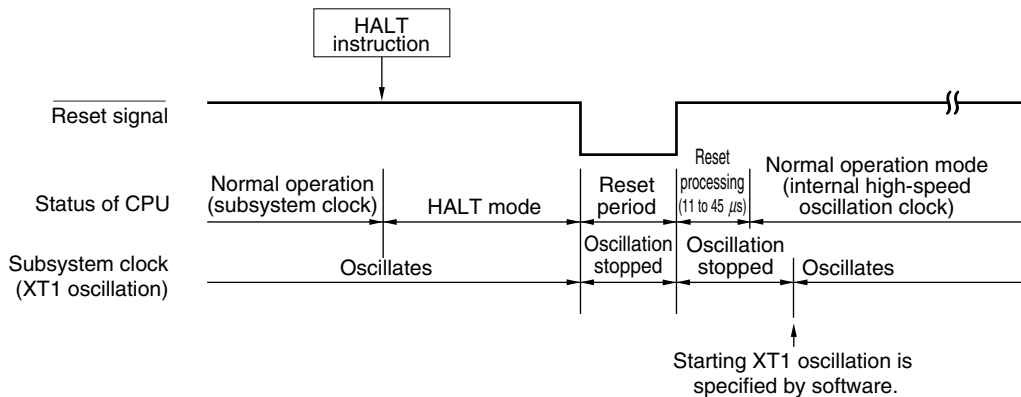 HALT
instruction
Reset signal
Status of CPU
Normal operation
(subsystem clock)
HALT mode
Reset
period
Reset
processing
(11 to 45 μs)
Normal operation mode
(internal high-speed
oscillation clock)
Subsystem clock
(XT1 oscillation)
Oscillates
Oscillation
stopped
Oscillation
stopped
Oscillates
Starting XT1 oscillation is
specified by software.